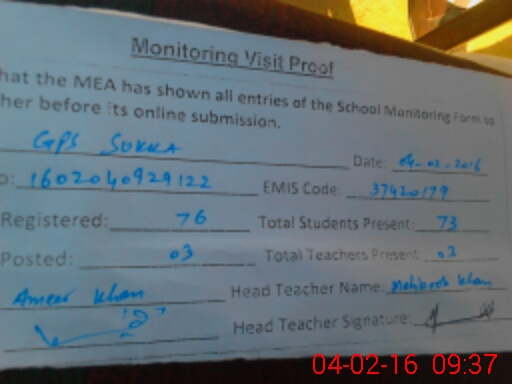 Monitoring Visit Proof
hat the MEA has shown all entries of the School Monitoring Form to
her before its online submission.
GPS SUKKA Date: 04-02-2016
o: 1602040929122 EMIS Code: 37420179
Registered: 76 Total Students Present: 73
Posted: 03 Total Teachers Present: 03
Ameer Khan Head Teacher Name: Khan
Head Teacher Signature:
04-02-16 09:37